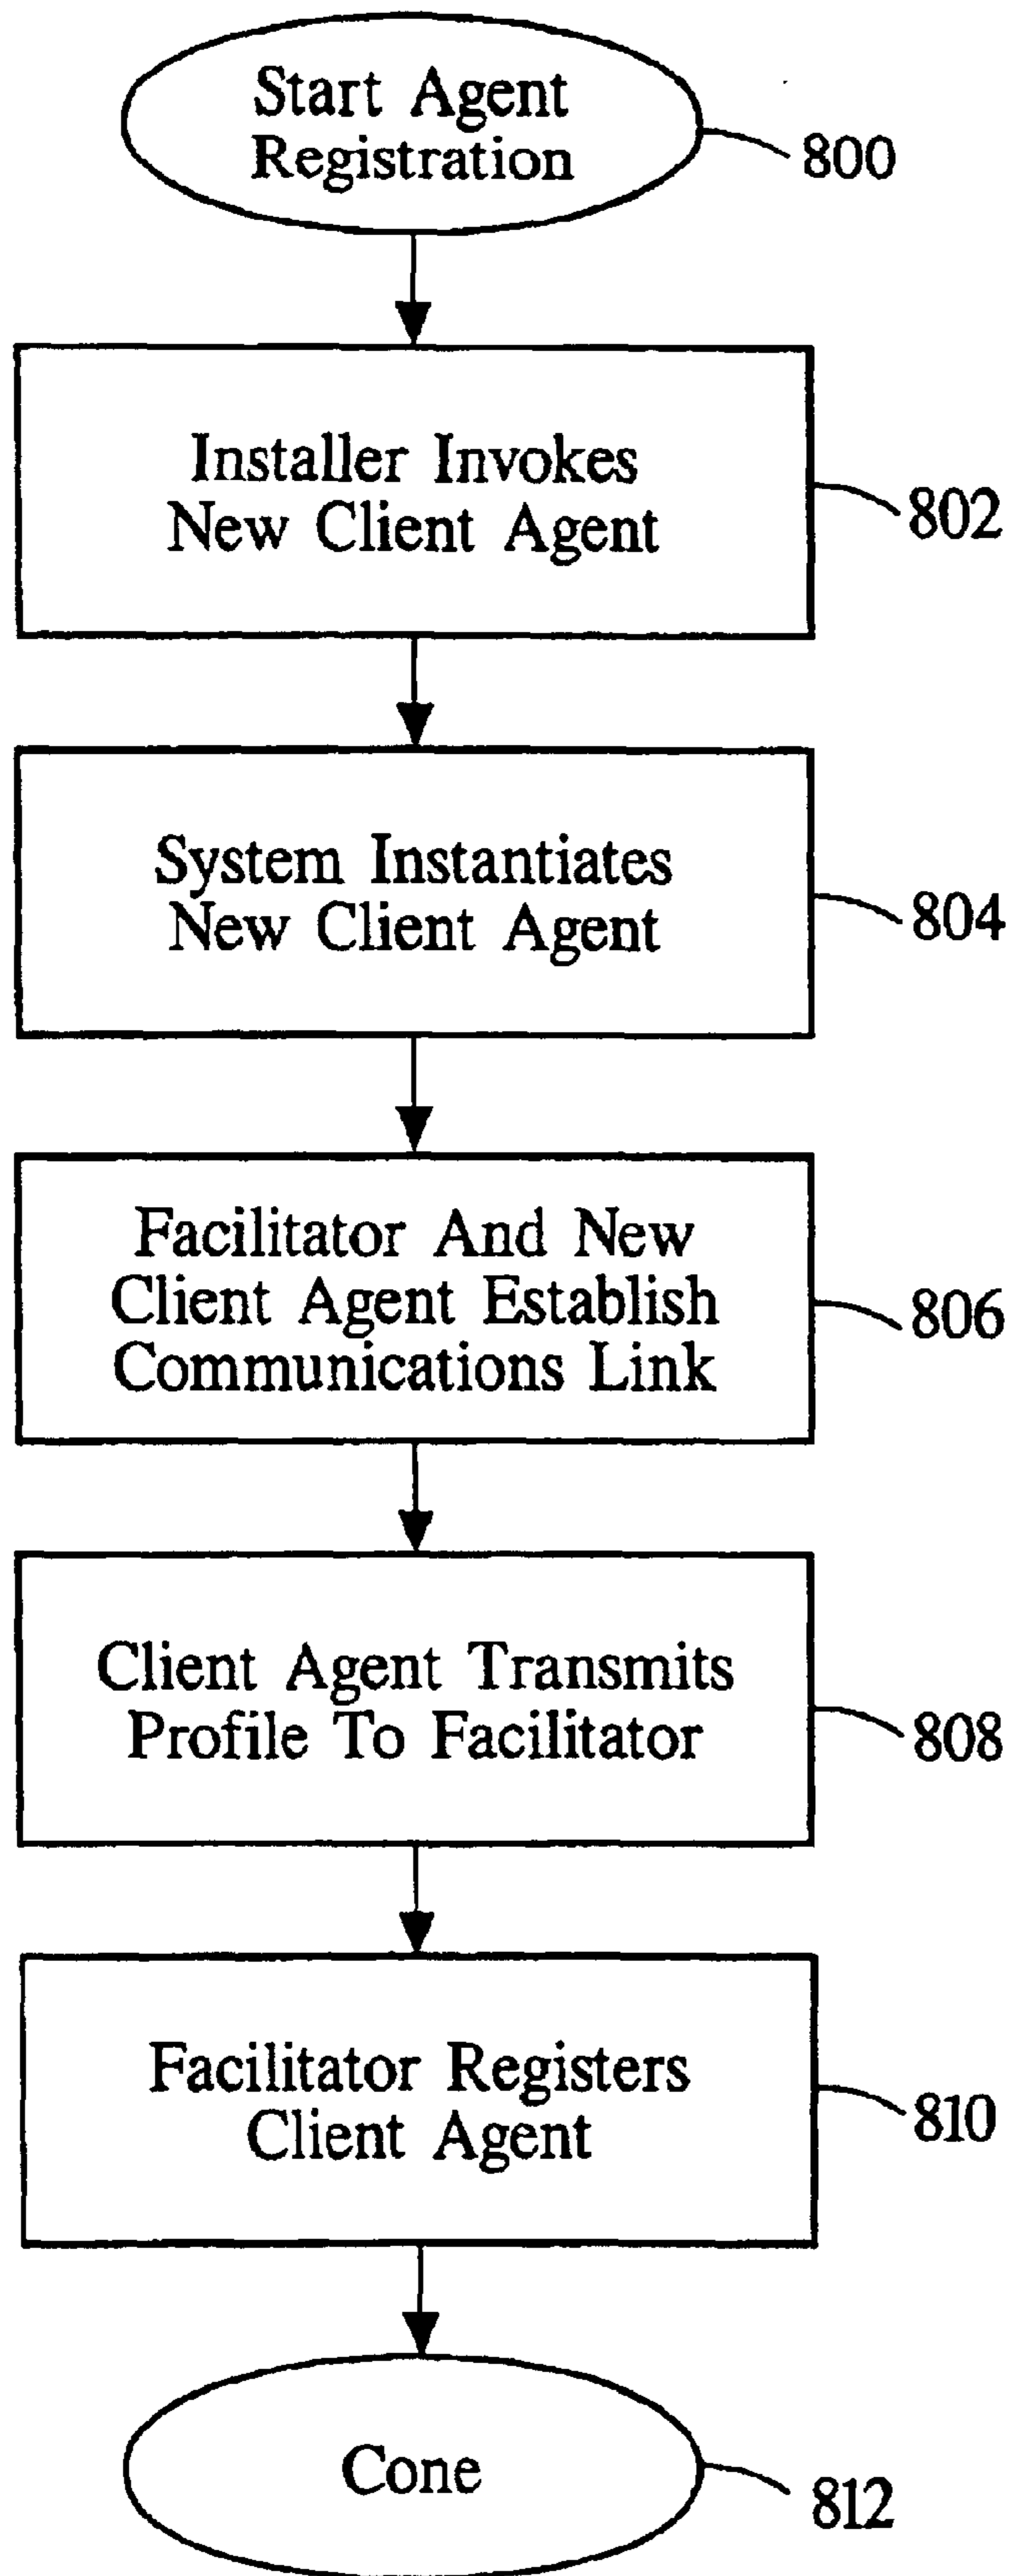 Start Agent
Registration
800
Installer Invokes
New Client Agent
802
System Instantiates
New Client Agent
804
Facilitator And New
Client Agent Establish
Communications Link
806
Client Agent Transmits
Profile To Facilitator
808
Facilitator Registers
Client Agent
810
Cone
812